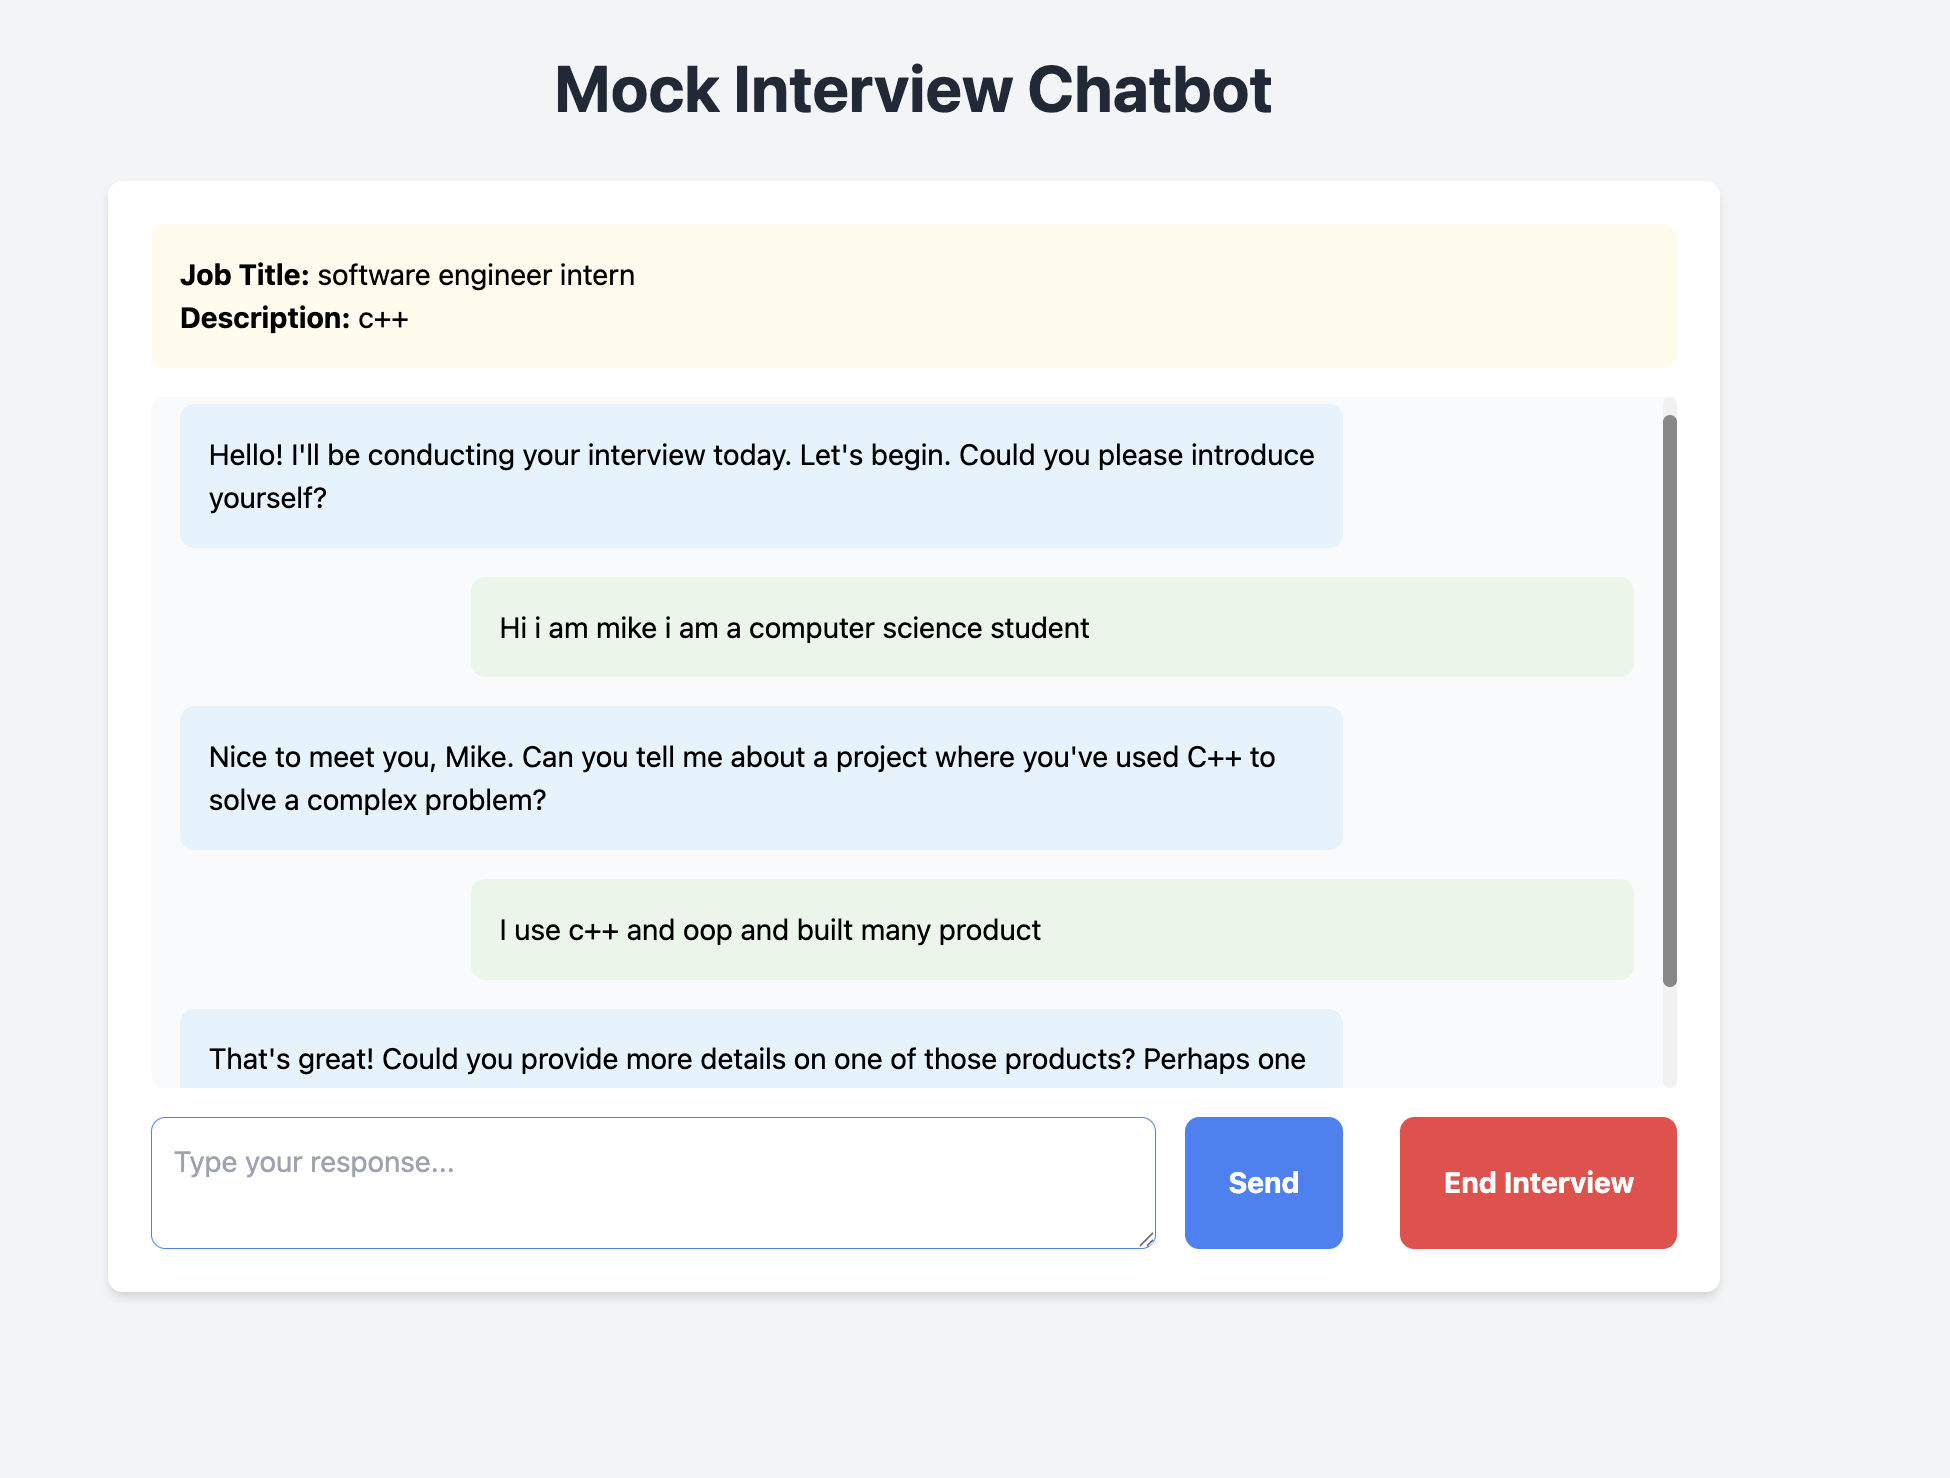 Mock Interview Chatbot
Job Title: software engineer intern
Description: c++
Hello! I'll be conducting your interview today. Let's begin. Could you please introduce
yourself?
Hi i am mike i am a computer science student
Nice to meet you, Mike. Can you tell me about a project where you've used C++ to
solve a complex problem?
I use c++ and oop and built many product
That's great! Could you provide more details on one of those products? Perhaps one
Type your response...
Send
End Interview